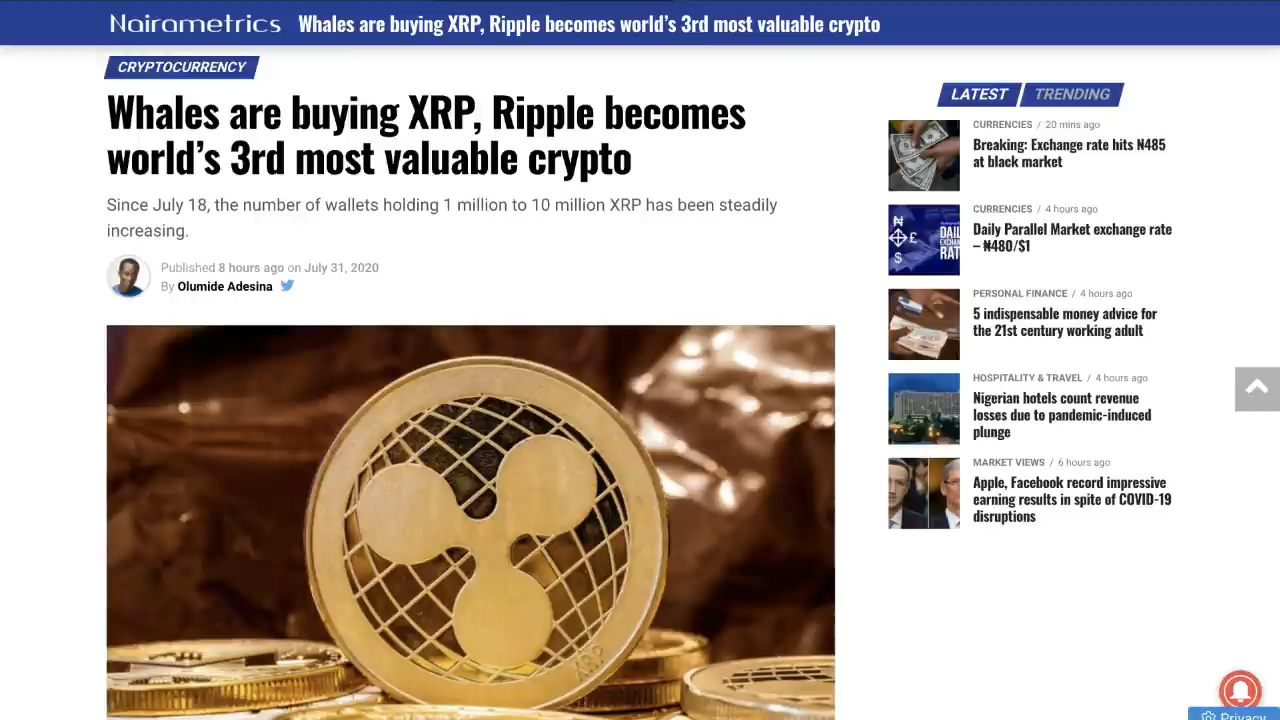 Nairametrics Whales are buying XRP, Ripple becomes world’s 3rd most valuable crypto
CRYPTOCURRENCY
Whales are buying XRP, Ripple becomes
world’s 3rd most valuable crypto
Since July 18, the number of wallets holding 1 million to 10 million XRP has been steadily
increasing.
Published 8 hours ago on July 31, 2020
By Olumide Adesina
XRP
LATEST TRENDING
CURRENCIES / 20 mins ago
Breaking: Exchange rate hits N485
at black market
₦ £ $
DAILY
EXCHAN
RAT
CURRENCIES / 4 hours ago
Daily Parallel Market exchange rate
– ₦480/$1
PERSONAL FINANCE / 4 hours ago
5 indispensable money advice for
the 21st century working adult
HOSPITALITY & TRAVEL / 4 hours ago
Nigerian hotels count revenue
losses due to pandemic-induced
plunge
MARKET VIEWS / 6 hours ago
Apple, Facebook record impressive
earning results in spite of COVID-19
disruptions
Privacy